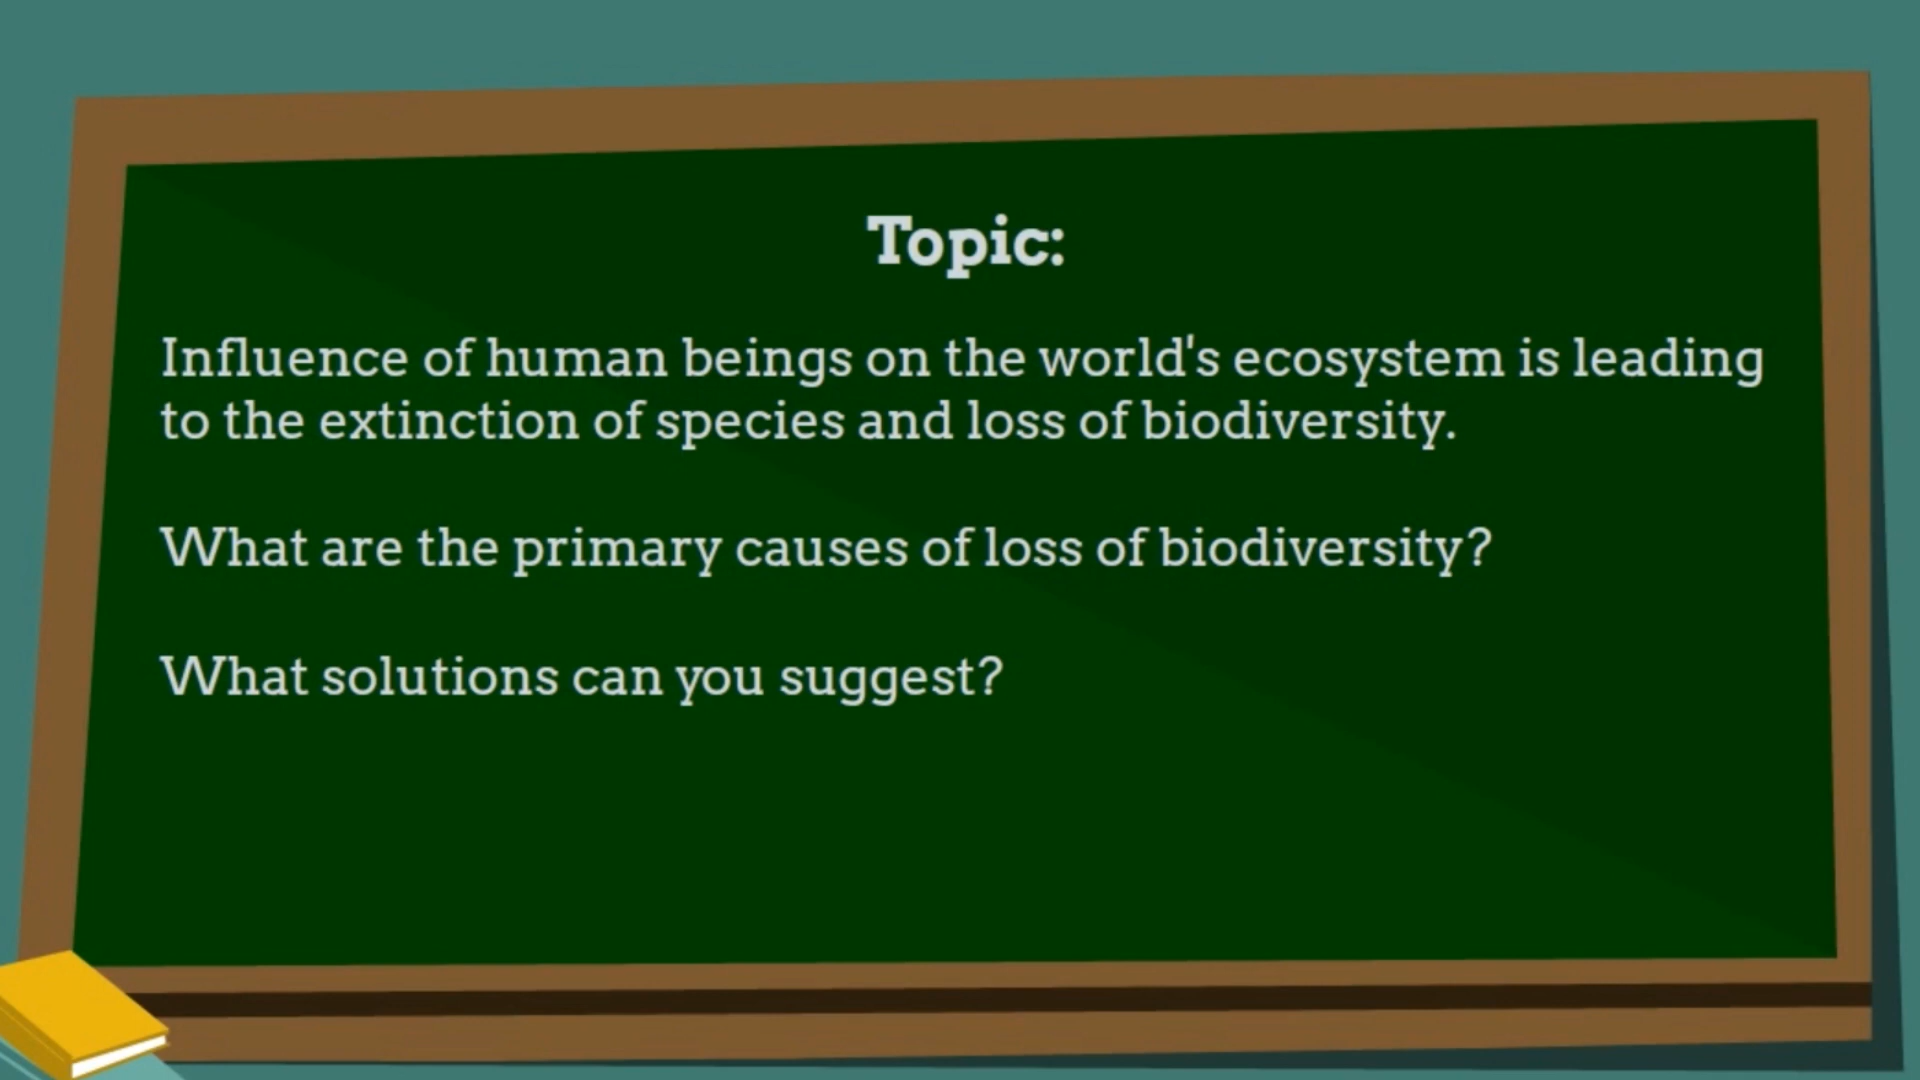 Topic:
Influence of human beings on the world's ecosystem is leading
to the extinction of species and loss of biodiversity.
What are the primary causes of loss of biodiversity?
What solutions can you suggest?